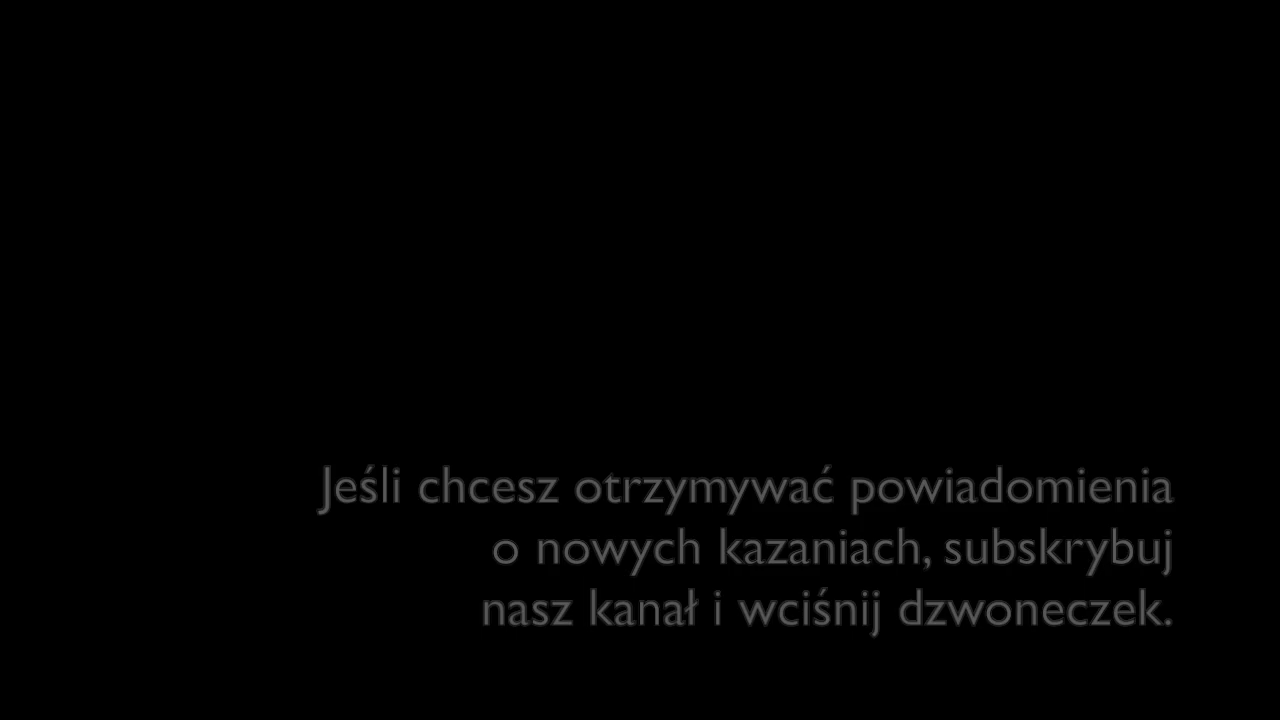 Jeśli chcesz otrzymywać powiadomienia
o nowych kazaniach, subskrybuj
nasz kanał i wciśnij dzwoneczek.